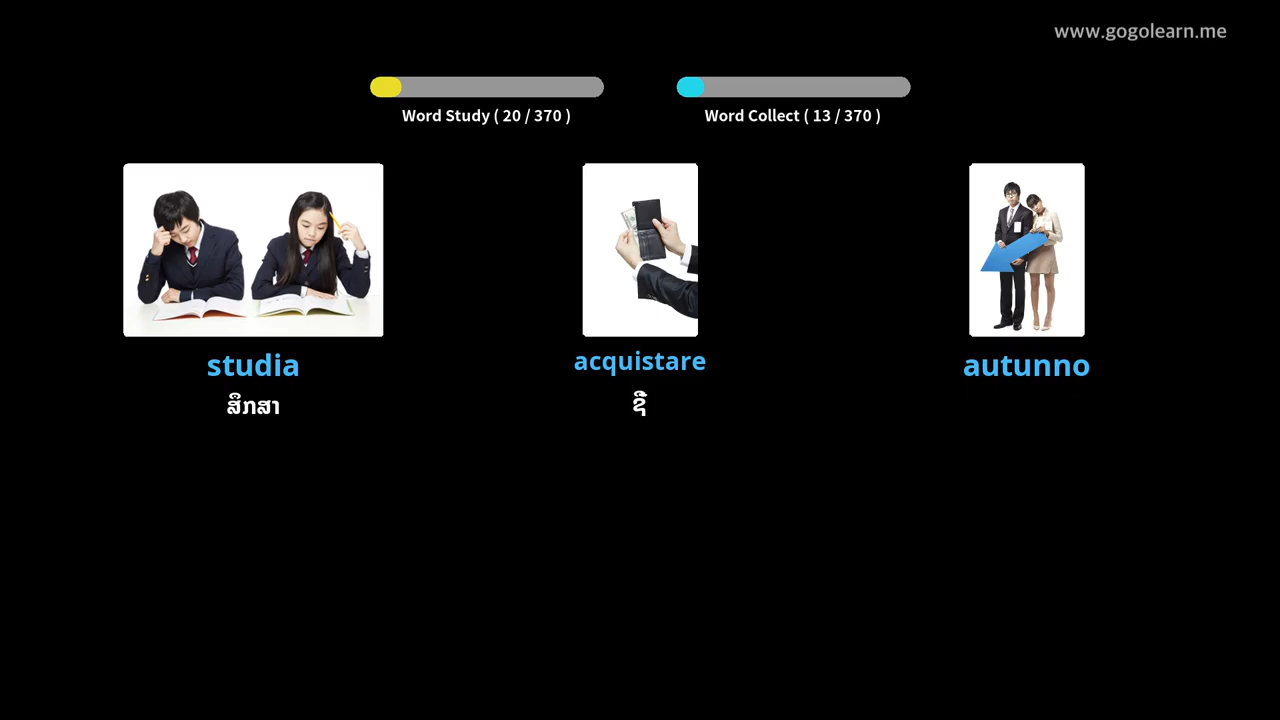 www.gogolearn.me
Word Study ( 20 / 370 )
Word Collect ( 13 / 370 )
studia
acquistare
autunno
ສຶກສາ
ຊື້